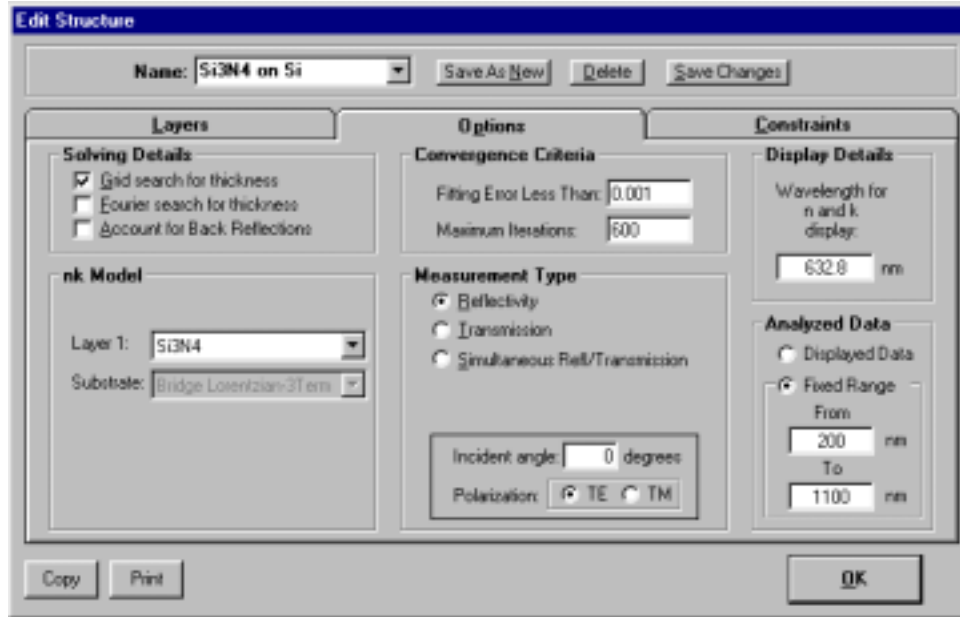 Edit Structure
Name: Si3N4 on Si Save As New Delete Save Changes
Layers Options Constraints
Solving Details
Grid search for thickness
Fourier search for thickness
Account for Back Reflections
Convergence Criteria
Fitting Error Less Than: 0.001
Maximum Iterations: 600
Display Details
Wavelength for
n and k
display:
632.8 nm
nk Model
Layer 1: Si3N4
Substrate: Bridge Lorentzian-3Term
Measurement Type
Reflectivity
Transmission
Simultaneous Refl/Transmission
Incident angle: 0 degrees
Polarization: TE TM
Analyzed Data
Displayed Data
Fixed Range
From
200 nm
To
1100 nm
Copy Print OK